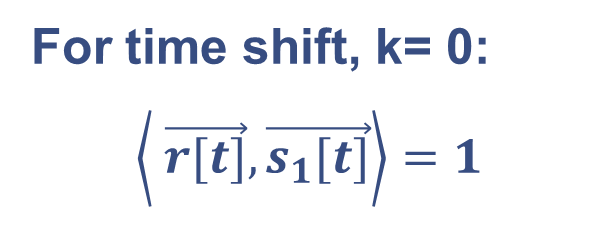 For time shift, k= 0:
⟨r[t], s₁[t]⟩ = 1